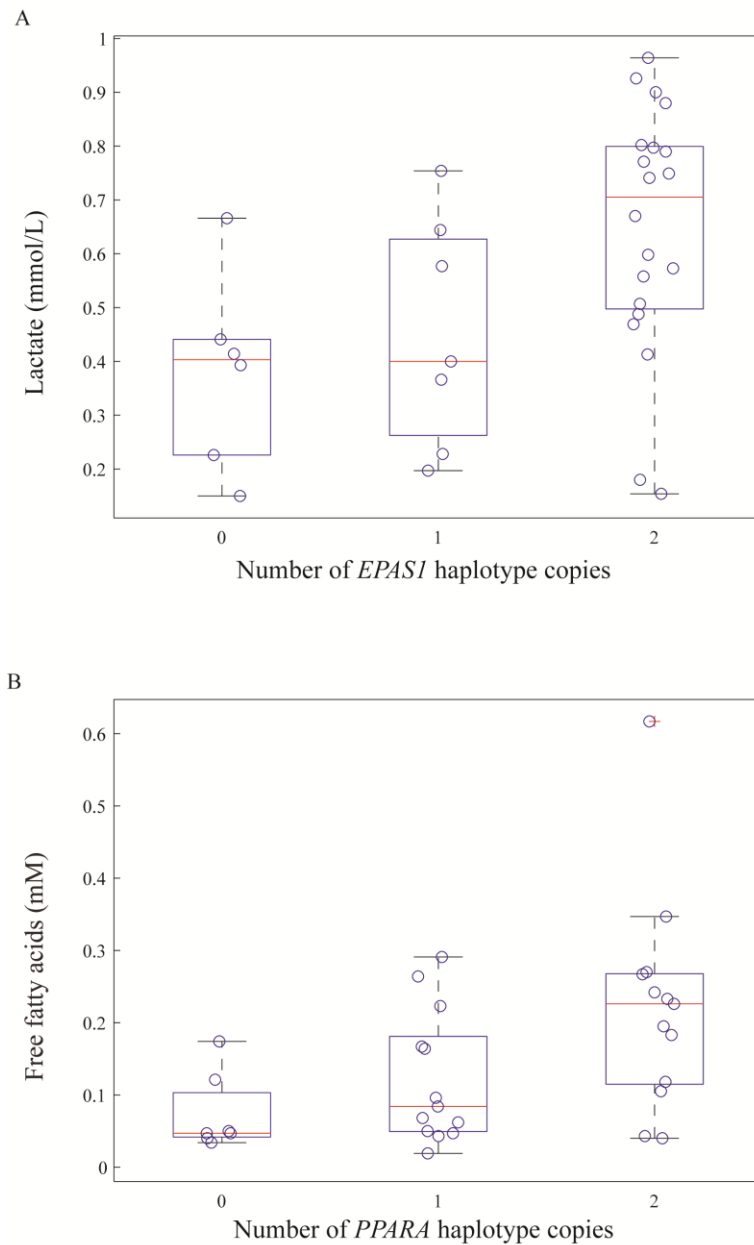 A
1
0.9
0.8
0.7
0.6
0.5
0.4
0.3
0.2
Lactate (mmol/L)
0 1 2
Number of EPAS1 haplotype copies
B
0.6
0.5
0.4
0.3
0.2
0.1
0
Free fatty acids (mM)
0 1 2
Number of PPARA haplotype copies